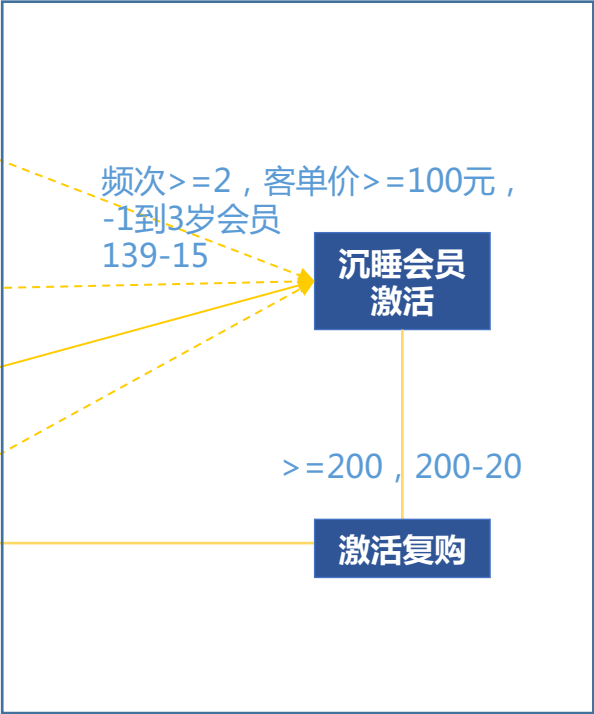 频次>=2，客单价>=100元，
-1到3岁会员
139-15
沉睡会员
激活
>=200，200-20
激活复购